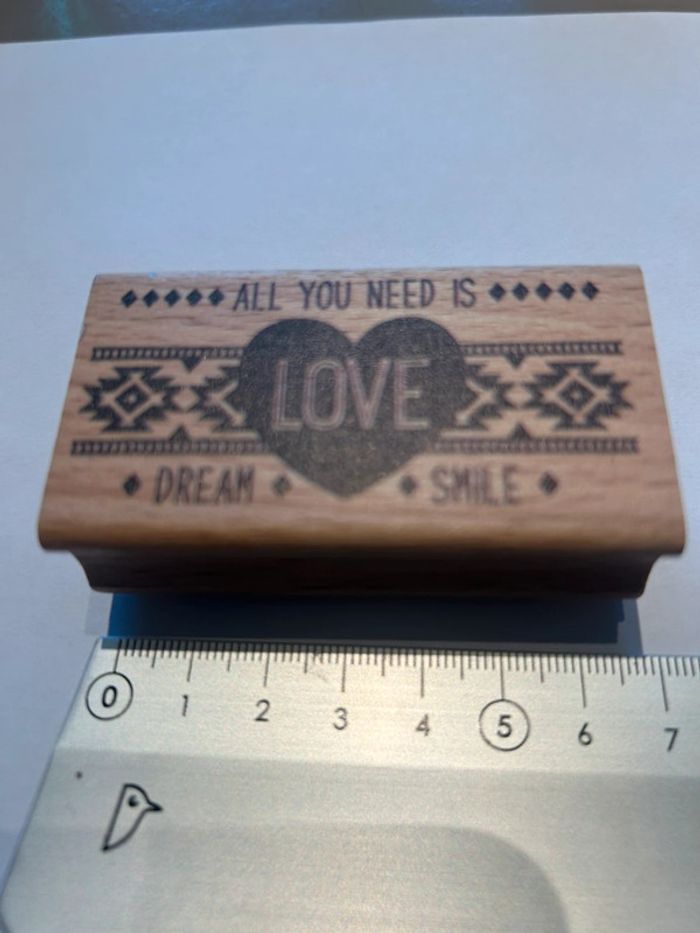 ALL YOU NEED IS
LOVE
DREAM SMILE
0 1 2 3 4 5 6 7